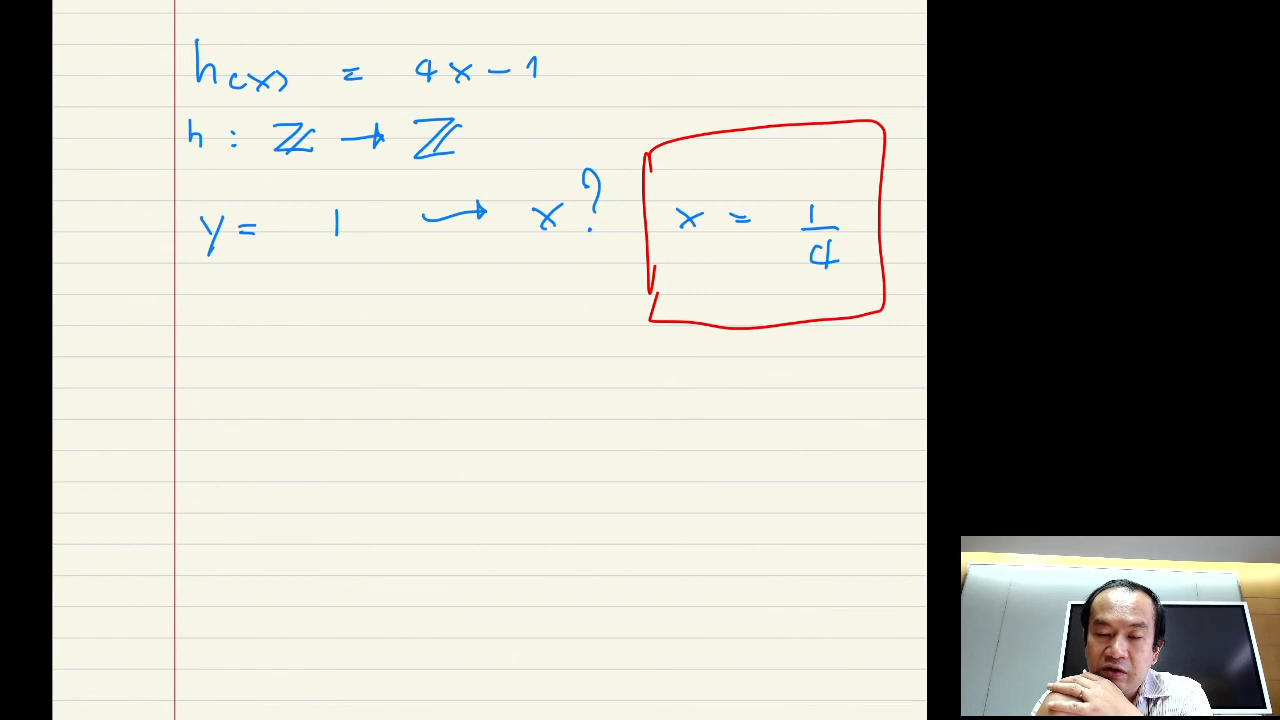 h(x) = 4x - 1
h : ℤ → ℤ
y = 1 → x ? x = 1/4